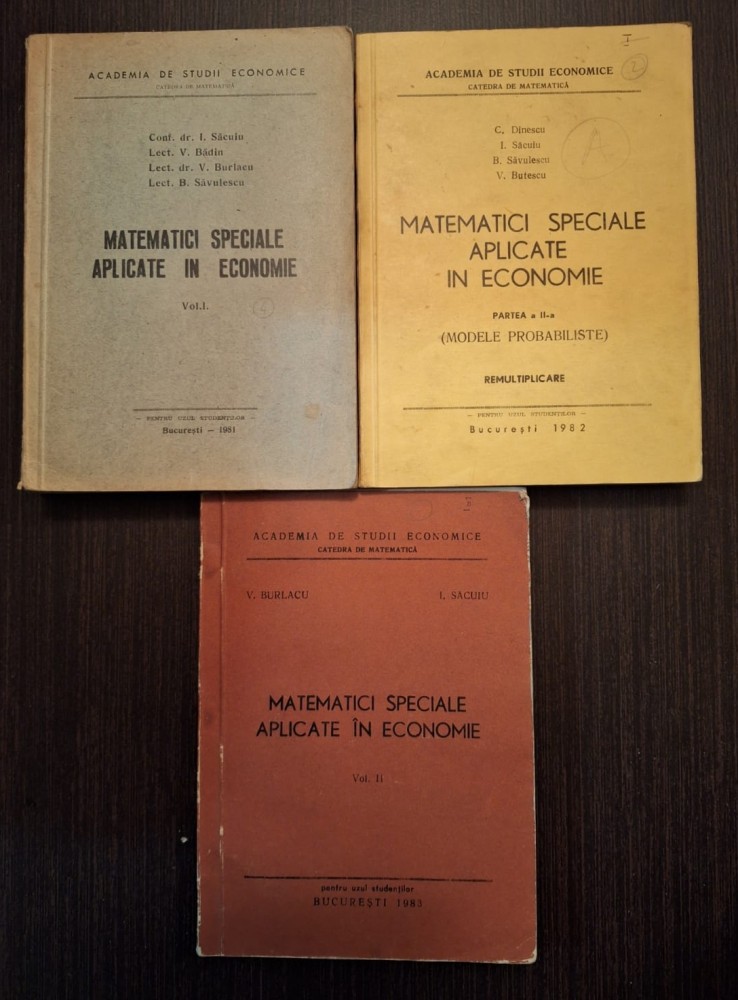 ACADEMIA DE STUDII ECONOMICE
CATEDRA DE MATEMATICĂ
Conf. dr. I. Săcuiu
Lect. V. Bădin
Lect. dr. V. Burlacu
Lect. B. Săvulescu
MATEMATICI SPECIALE
APLICATE IN ECONOMIE
Vol.I.
4
— PENTRU UZUL STUDENȚILOR —
București — 1981
I
ACADEMIA DE STUDII ECONOMICE
2
CATEDRA DE MATEMATICĂ
C. Dinescu
I. Săcuiu
B. Săvulescu
V. Butescu
MATEMATICI SPECIALE
APLICATE
IN ECONOMIE
PARTEA a II-a
(MODELE PROBABILISTE)
REMULTIPLICARE
— PENTRU UZUL STUDENȚILOR —
București 1982
ACADEMIA DE STUDII ECONOMICE
CATEDRA DE MATEMATICĂ
V. BURLACU I. SĂCUIU
MATEMATICI SPECIALE
APLICATE ÎN ECONOMIE
Vol. II
pentru uzul studenților
BUCUREȘTI 1983